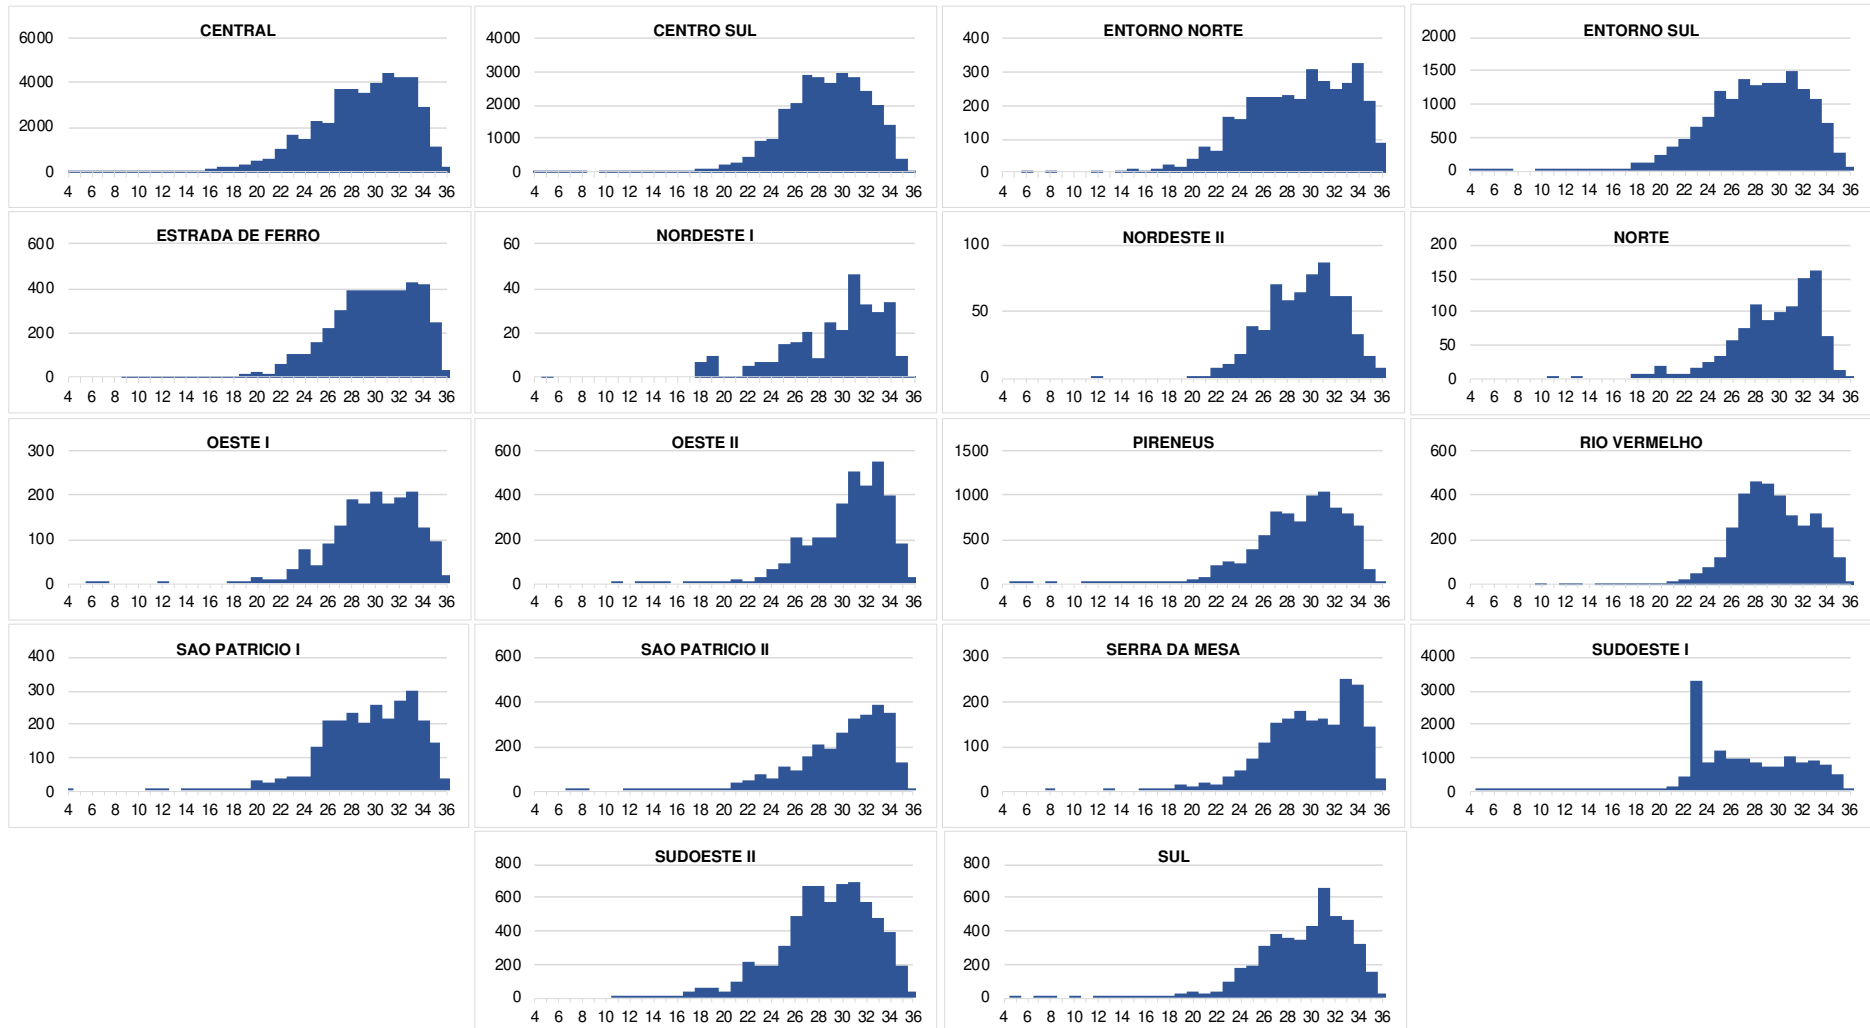 CENTRAL
6000
4000
2000
0
4 6 8 10 12 14 16 18 20 22 24 26 28 30 32 34 36
CENTRO SUL
4000
3000
2000
1000
0
4 6 8 10 12 14 16 18 20 22 24 26 28 30 32 34 36
ENTORNO NORTE
400
300
200
100
0
4 6 8 10 12 14 16 18 20 22 24 26 28 30 32 34 36
ENTORNO SUL
2000
1500
1000
500
0
4 6 8 10 12 14 16 18 20 22 24 26 28 30 32 34 36
ESTRADA DE FERRO
600
400
200
0
4 6 8 10 12 14 16 18 20 22 24 26 28 30 32 34 36
NORDESTE I
60
40
20
0
4 6 8 10 12 14 16 18 20 22 24 26 28 30 32 34 36
NORDESTE II
100
50
0
4 6 8 10 12 14 16 18 20 22 24 26 28 30 32 34 36
NORTE
200
150
100
50
0
4 6 8 10 12 14 16 18 20 22 24 26 28 30 32 34 36
OESTE I
300
200
100
0
4 6 8 10 12 14 16 18 20 22 24 26 28 30 32 34 36
OESTE II
600
400
200
0
4 6 8 10 12 14 16 18 20 22 24 26 28 30 32 34 36
PIRENEUS
1500
1000
500
0
4 6 8 10 12 14 16 18 20 22 24 26 28 30 32 34 36
RIO VERMELHO
600
400
200
0
4 6 8 10 12 14 16 18 20 22 24 26 28 30 32 34 36
SAO PATRICIO I
400
300
200
100
0
4 6 8 10 12 14 16 18 20 22 24 26 28 30 32 34 36
SAO PATRICIO II
600
400
200
0
4 6 8 10 12 14 16 18 20 22 24 26 28 30 32 34 36
SERRA DA MESA
300
200
100
0
4 6 8 10 12 14 16 18 20 22 24 26 28 30 32 34 36
SUDOESTE I
4000
3000
2000
1000
0
4 6 8 10 12 14 16 18 20 22 24 26 28 30 32 34 36
SUDOESTE II
800
600
400
200
0
4 6 8 10 12 14 16 18 20 22 24 26 28 30 32 34 36
SUL
800
600
400
200
0
4 6 8 10 12 14 16 18 20 22 24 26 28 30 32 34 36